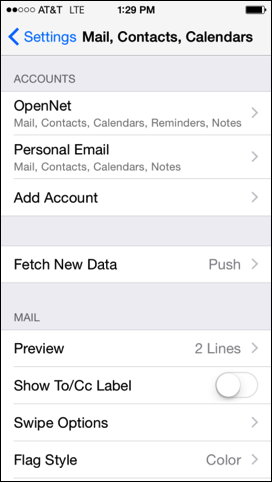 AT&T LTE 1:29 PM
Settings Mail, Contacts, Calendars
ACCOUNTS
OpenNet
Mail, Contacts, Calendars, Reminders, Notes
Personal Email
Mail, Contacts, Calendars, Notes
Add Account
Fetch New Data Push
MAIL
Preview 2 Lines
Show To/Cc Label
Swipe Options
Flag Style Color